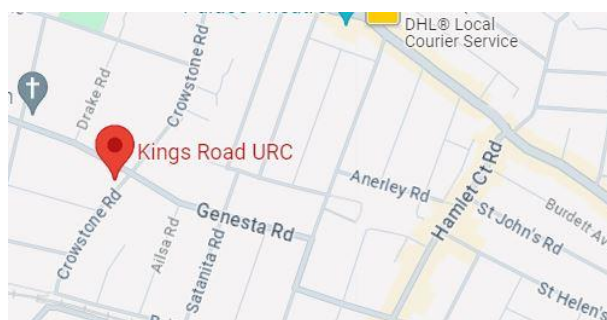 DHL® Local
Courier Service
Crowstone Rd
Drake Rd
Kings Road URC
Anerley Rd
Hamlet Ct Rd
Genesta Rd
St John's Rd
Burdett Av
Crowstone Rd
Ailsa Rd
Satanita Rd
St Helen's